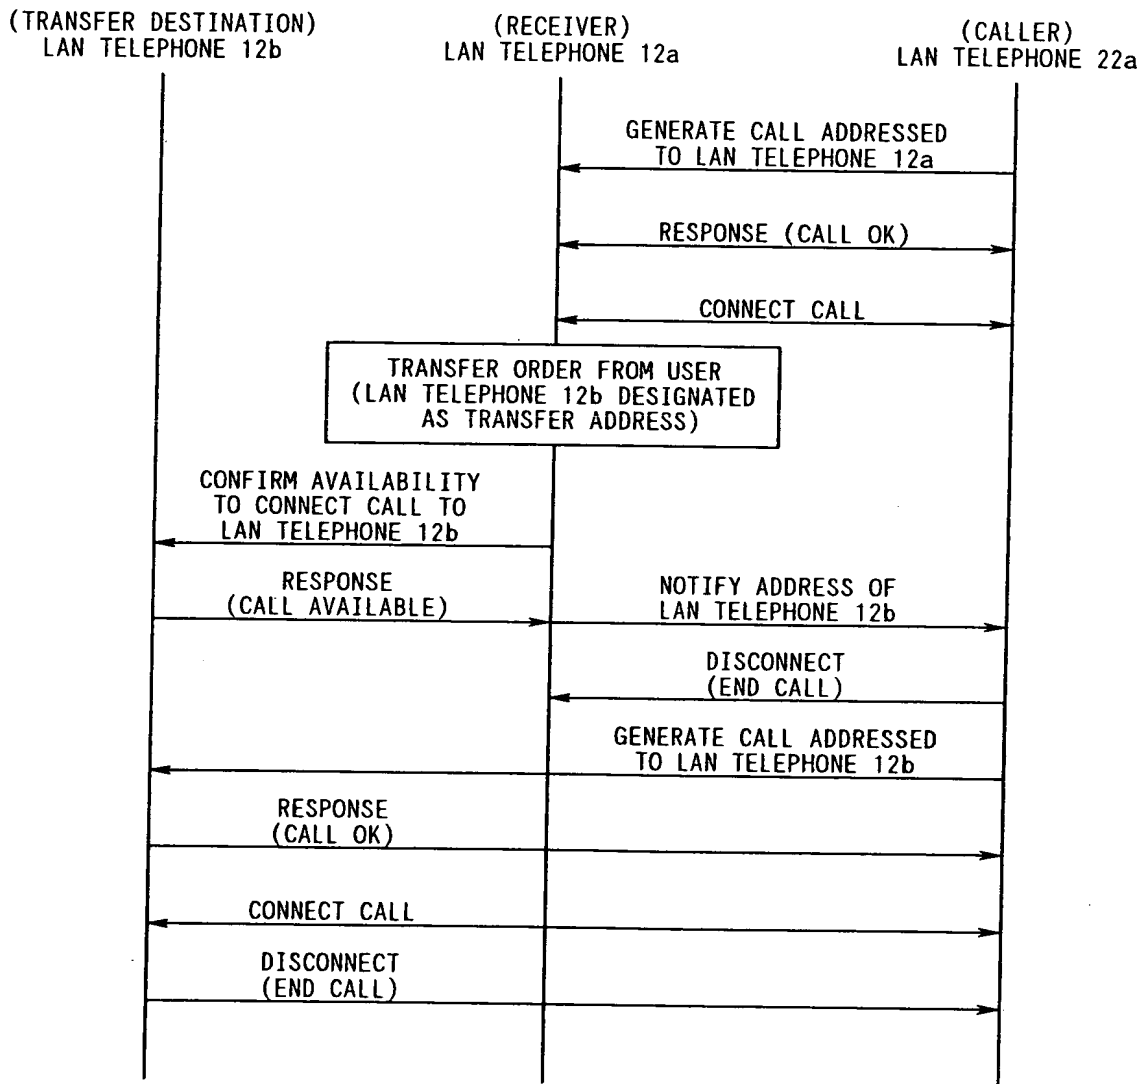 (TRANSFER DESTINATION)
LAN TELEPHONE 12b
(RECEIVER)
LAN TELEPHONE 12a
(CALLER)
LAN TELEPHONE 22a
GENERATE CALL ADDRESSED
TO LAN TELEPHONE 12a
RESPONSE (CALL OK)
CONNECT CALL
TRANSFER ORDER FROM USER
(LAN TELEPHONE 12b DESIGNATED
AS TRANSFER ADDRESS)
CONFIRM AVAILABILITY
TO CONNECT CALL TO
LAN TELEPHONE 12b
RESPONSE
(CALL AVAILABLE)
NOTIFY ADDRESS OF
LAN TELEPHONE 12b
DISCONNECT
(END CALL)
GENERATE CALL ADDRESSED
TO LAN TELEPHONE 12b
RESPONSE
(CALL OK)
CONNECT CALL
DISCONNECT
(END CALL)